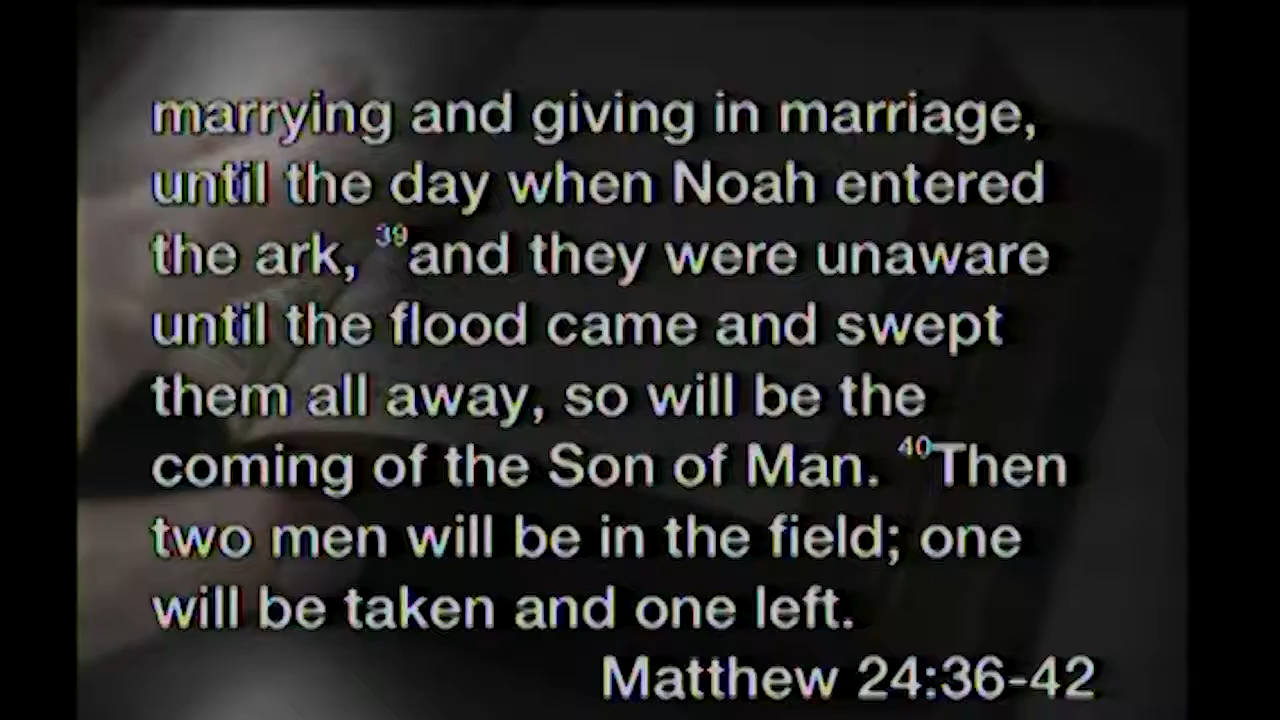 marrying and giving in marriage,
until the day when Noah entered
the ark, ³⁹and they were unaware
until the flood came and swept
them all away, so will be the
coming of the Son of Man. ⁴⁰Then
two men will be in the field; one
will be taken and one left.
Matthew 24:36-42